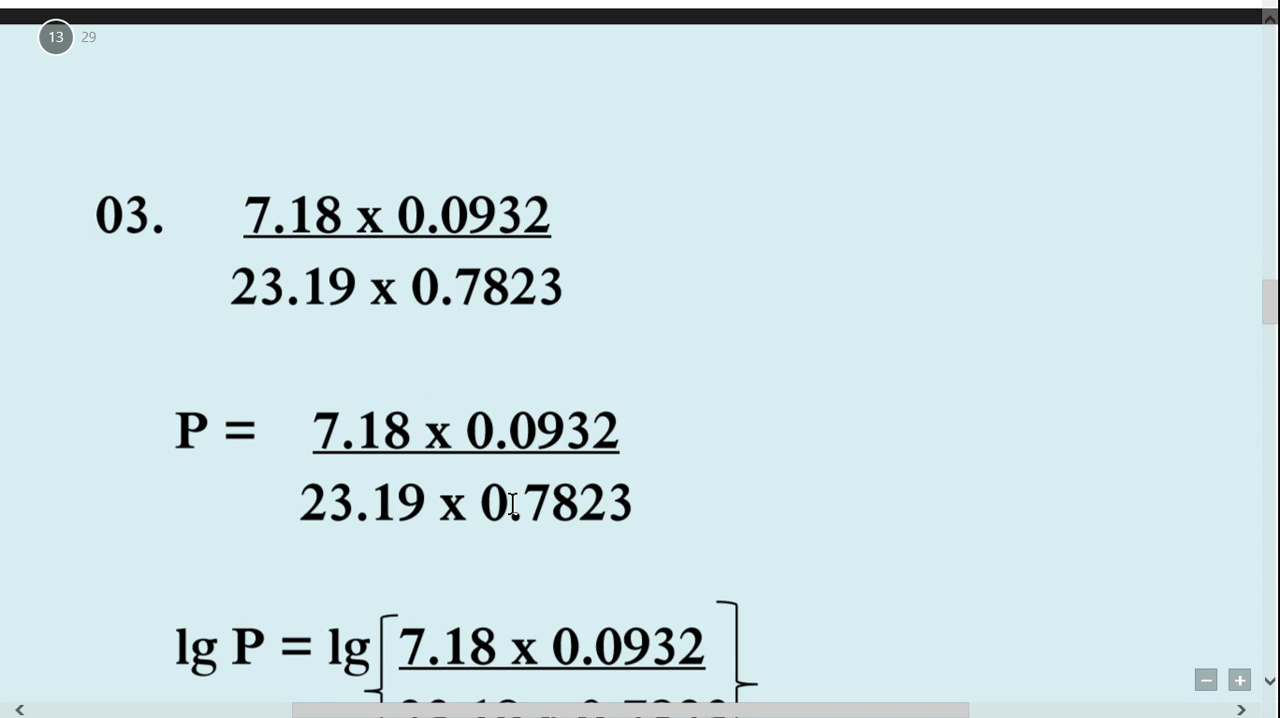 13 29
03. 7.18 x 0.0932
23.19 x 0.7823
P = 7.18 x 0.0932
23.19 x 0.7823
lg P = lg 7.18 x 0.0932